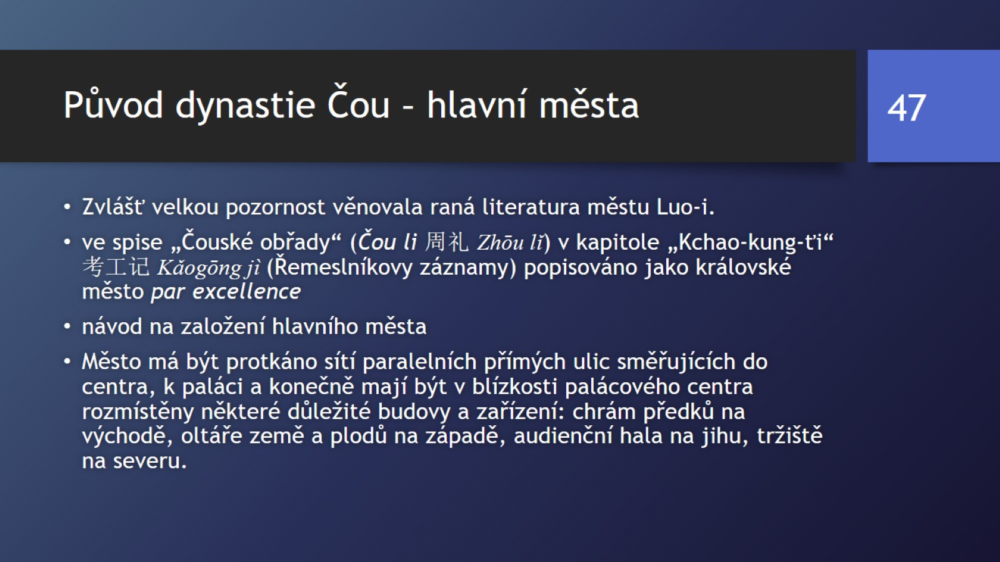 Původ dynastie Čou – hlavní města
47
• Zvlášť velkou pozornost věnovala raná literatura městu Luo-i.
• ve spise „Čouské obřady“ (Čou li 周礼 Zhōu lǐ) v kapitole „Kchao-kung-ťi“
考工记 Kǎogōng jì (Řemeslníkovy záznamy) popisováno jako královské
město par excellence
• návod na založení hlavního města
• Město má být protkáno sítí paralelních přímých ulic směřujících do
centra, k paláci a konečně mají být v blízkosti palácového centra
rozmístěny některé důležité budovy a zařízení: chrám předků na
východě, oltáře země a plodů na západě, audienční hala na jihu, tržiště
na severu.